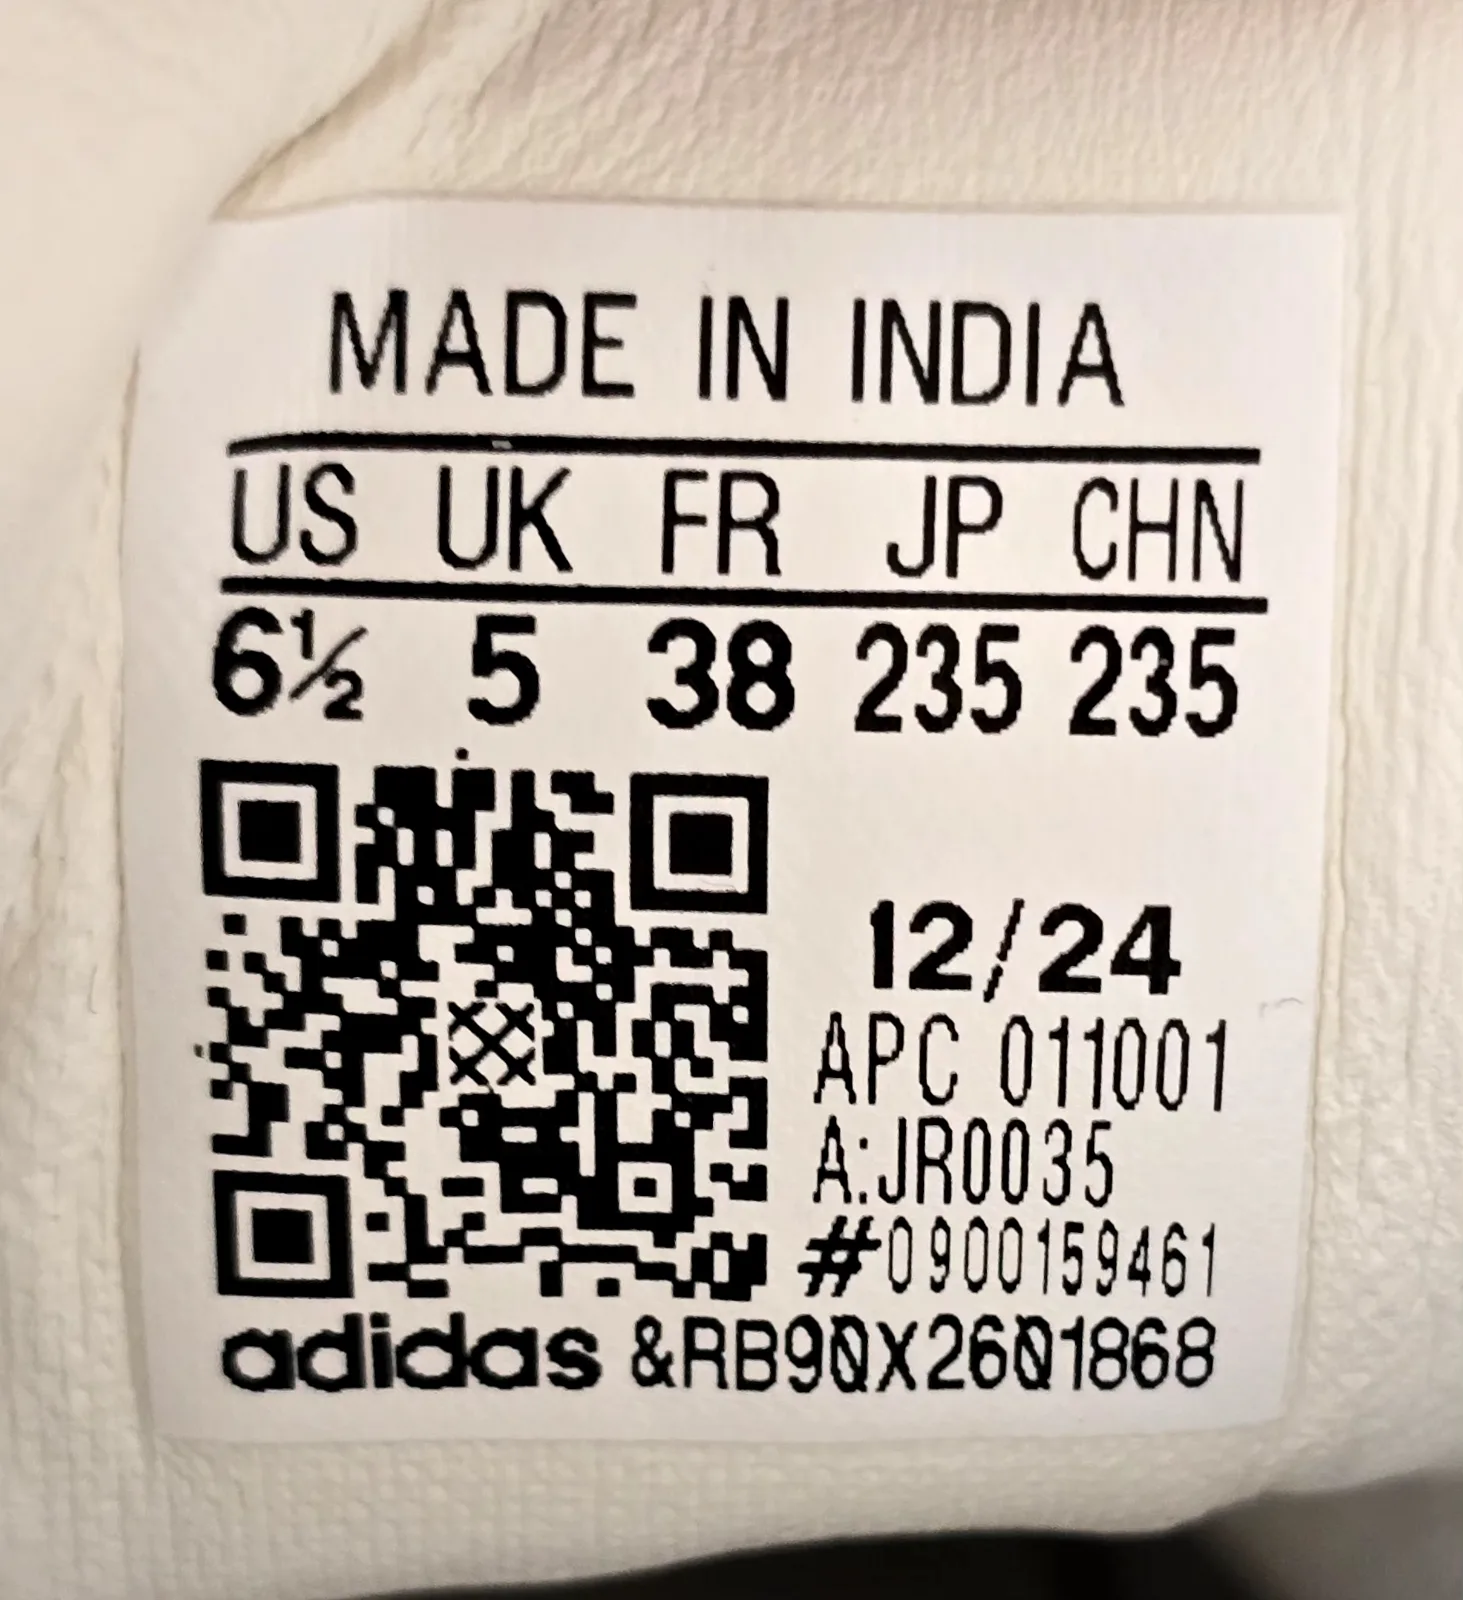 MADE IN INDIA
US UK FR JP CHN
6½ 5 38 235 235
12/24
APC 011001
A:JR0035
#0900159461
adidas &RB90X2601868